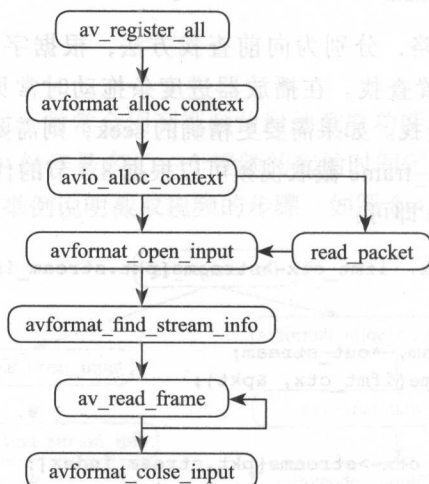 av_register_all
avformat_alloc_context
avio_alloc_context
avformat_open_input
read_packet
avformat_find_stream_info
av_read_frame
avformat_colse_input